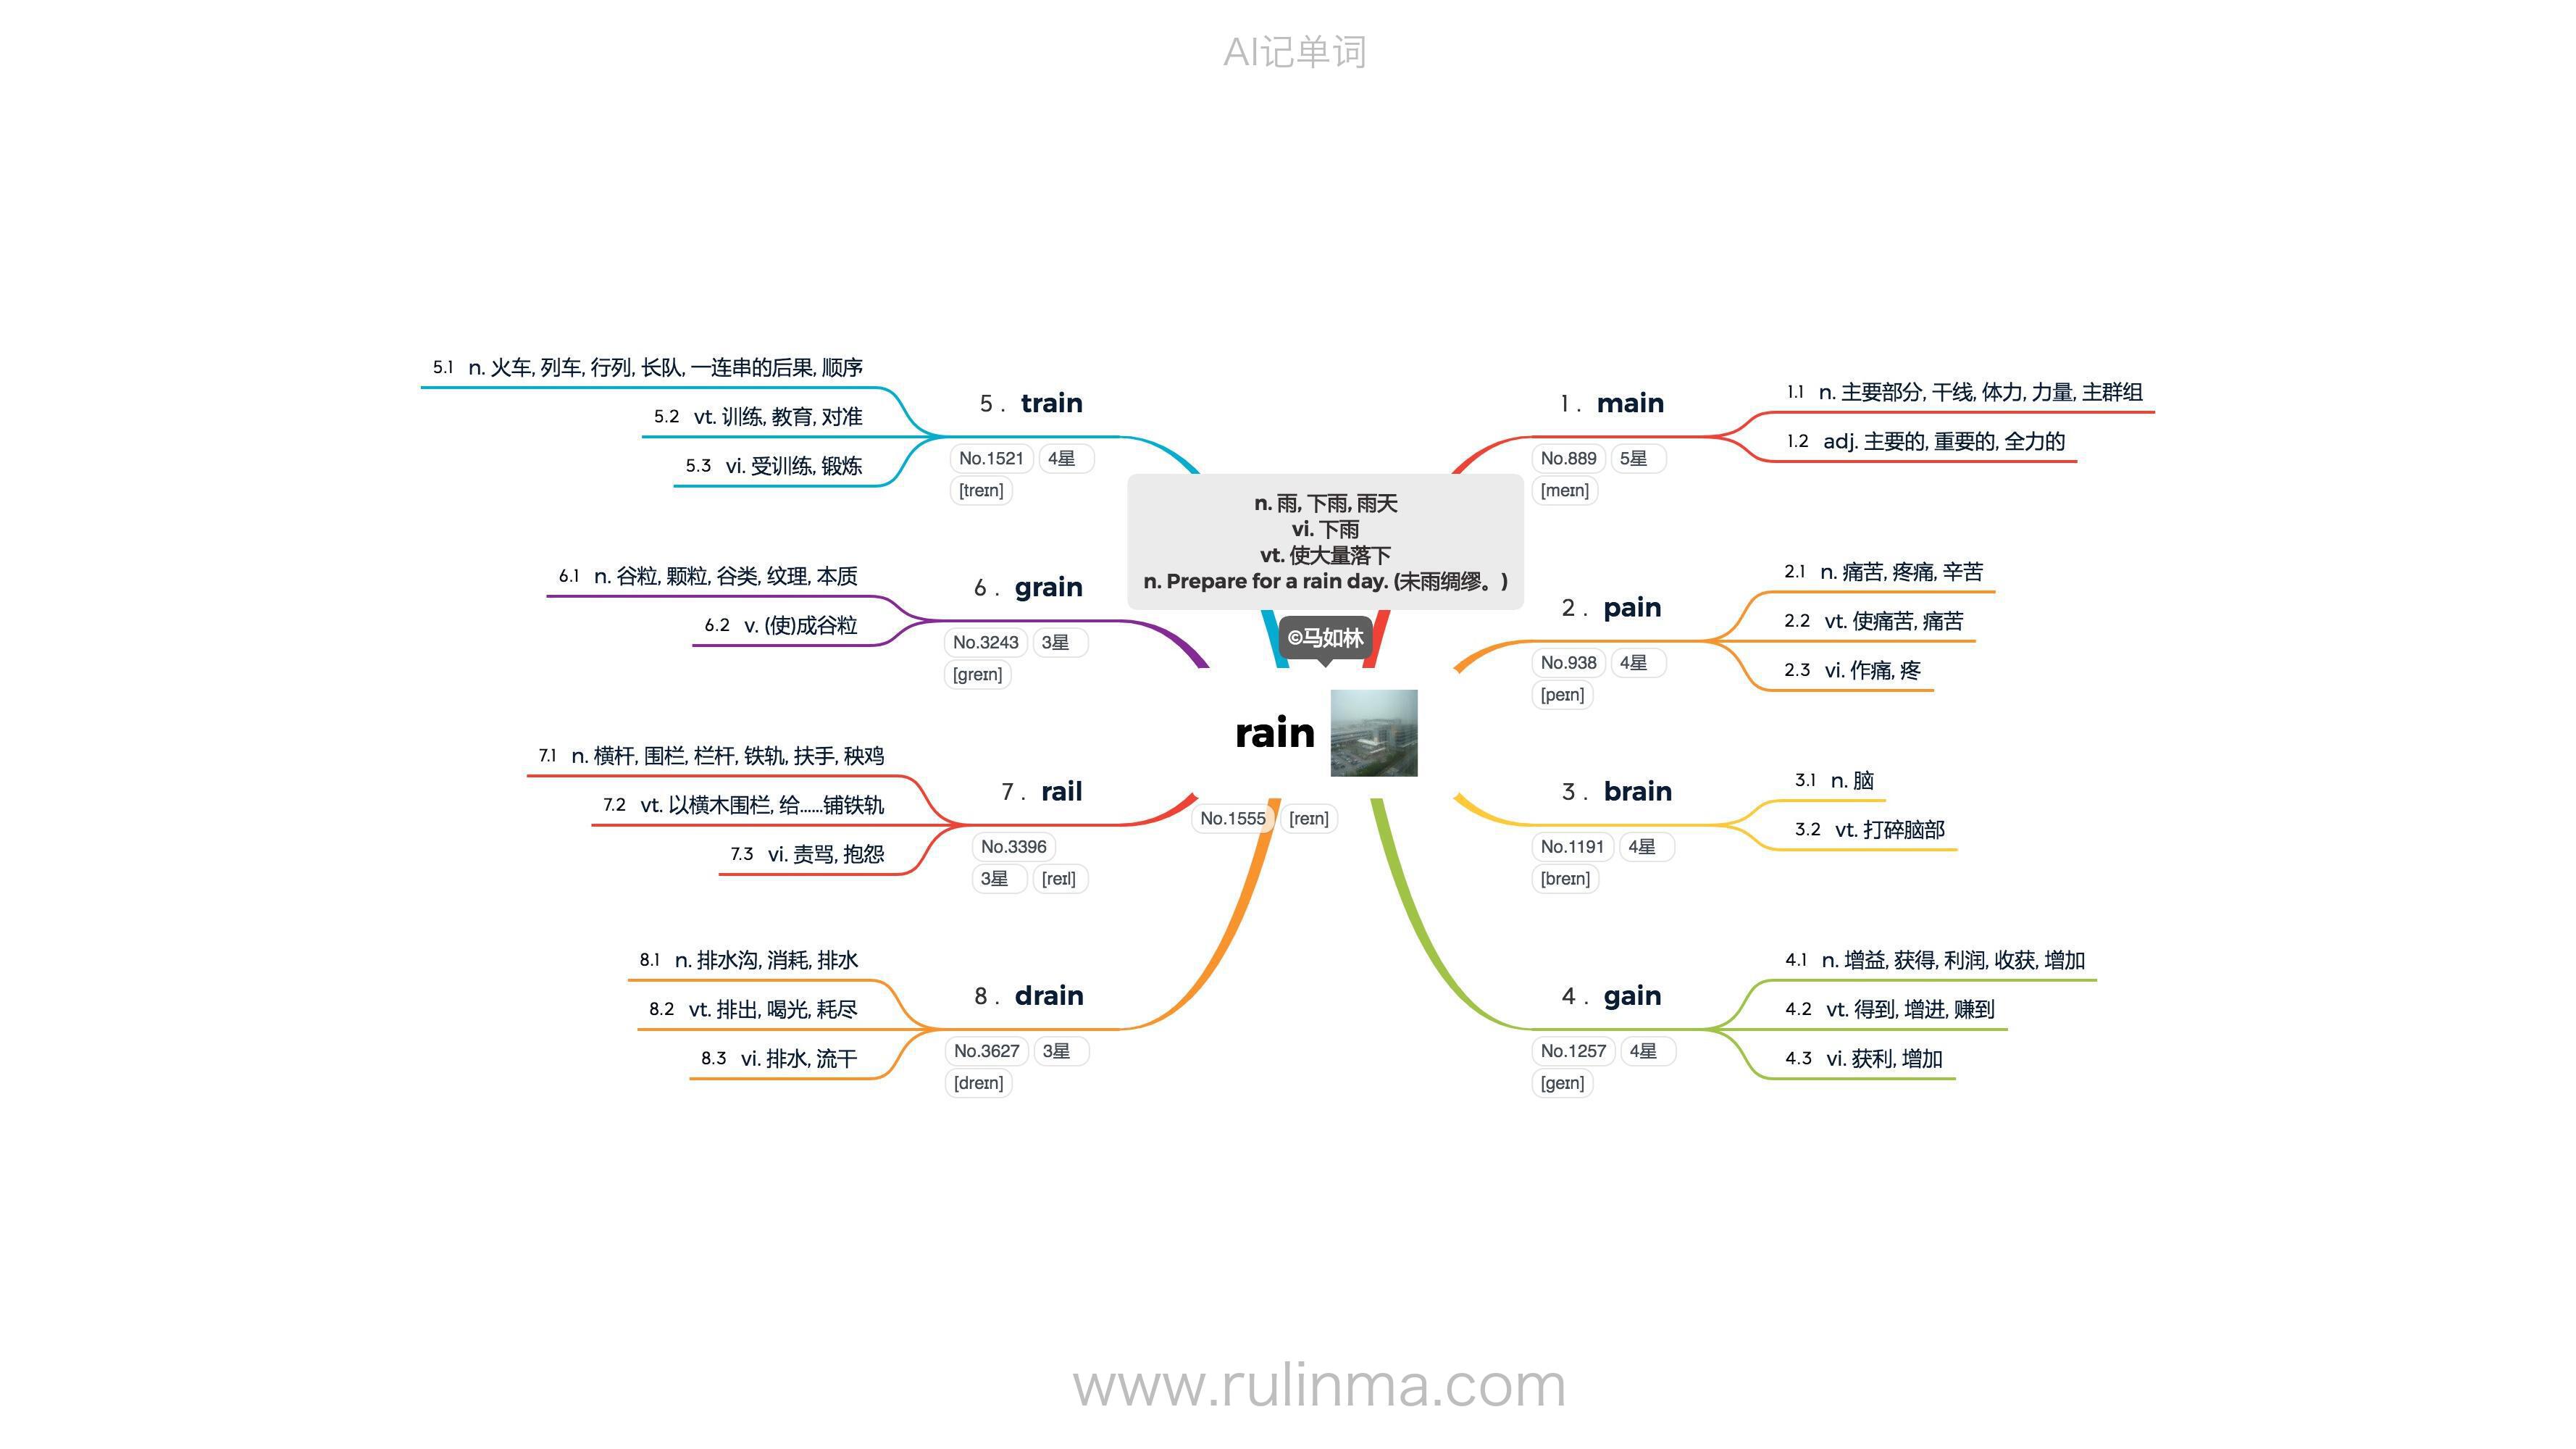 AI记单词
n. 雨, 下雨, 雨天
vi. 下雨
vt. 使大量落下
n. Prepare for a rain day. (未雨绸缪。)
©马如林
rain
No.1555 [reɪn]
1. main
No.889 5星
[meɪn]
1.1 n. 主要部分, 干线, 体力, 力量, 主群组
1.2 adj. 主要的, 重要的, 全力的
2. pain
No.938 4星
[peɪn]
2.1 n. 痛苦, 疼痛, 辛苦
2.2 vt. 使痛苦, 痛苦
2.3 vi. 作痛, 疼
3. brain
No.1191 4星
[breɪn]
3.1 n. 脑
3.2 vt. 打碎脑部
4. gain
No.1257 4星
[geɪn]
4.1 n. 增益, 获得, 利润, 收获, 增加
4.2 vt. 得到, 增进, 赚到
4.3 vi. 获利, 增加
5. train
No.1521 4星
[treɪn]
5.1 n. 火车, 列车, 行列, 长队, 一连串的后果, 顺序
5.2 vt. 训练, 教育, 对准
5.3 vi. 受训练, 锻炼
6. grain
No.3243 3星
[greɪn]
6.1 n. 谷粒, 颗粒, 谷类, 纹理, 本质
6.2 v. (使)成谷粒
7. rail
No.3396
3星 [reɪl]
7.1 n. 横杆, 围栏, 栏杆, 铁轨, 扶手, 秧鸡
7.2 vt. 以横木围栏, 给……铺铁轨
7.3 vi. 责骂, 抱怨
8. drain
No.3627 3星
[dreɪn]
8.1 n. 排水沟, 消耗, 排水
8.2 vt. 排出, 喝光, 耗尽
8.3 vi. 排水, 流干
www.rulinma.com